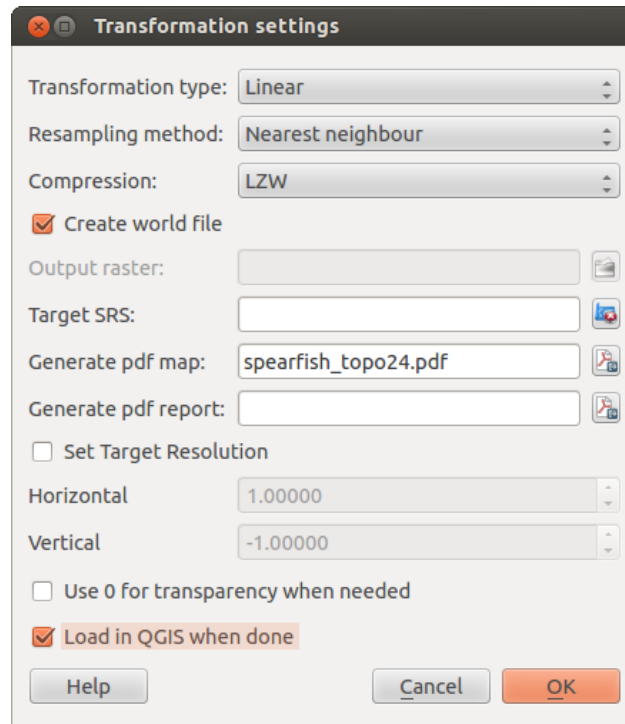 Transformation settings
Transformation type: Linear
Resampling method: Nearest neighbour
Compression: LZW
Create world file
Output raster:
Target SRS:
Generate pdf map: spearfish_topo24.pdf
Generate pdf report:
Set Target Resolution
Horizontal 1.00000
Vertical -1.00000
Use 0 for transparency when needed
Load in QGIS when done
Help Cancel OK